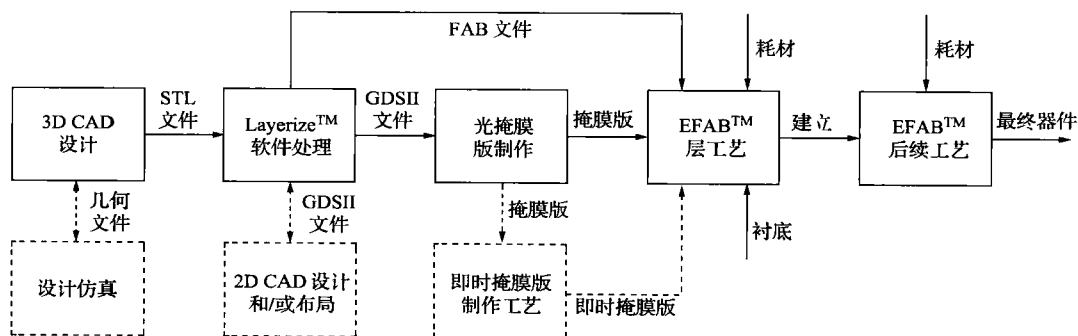 FAB 文件
耗材
耗材
3D CAD
设计
STL
文件
Layerize™
软件处理
GDSII
文件
光掩膜
版制作
掩膜版
EFAB™
层工艺
建立
EFAB™
后续工艺
最终器件
几何
文件
GDSII
文件
掩膜版
衬底
设计仿真
2D CAD 设计
和/或布局
即时掩膜版
制作工艺
即时掩膜版